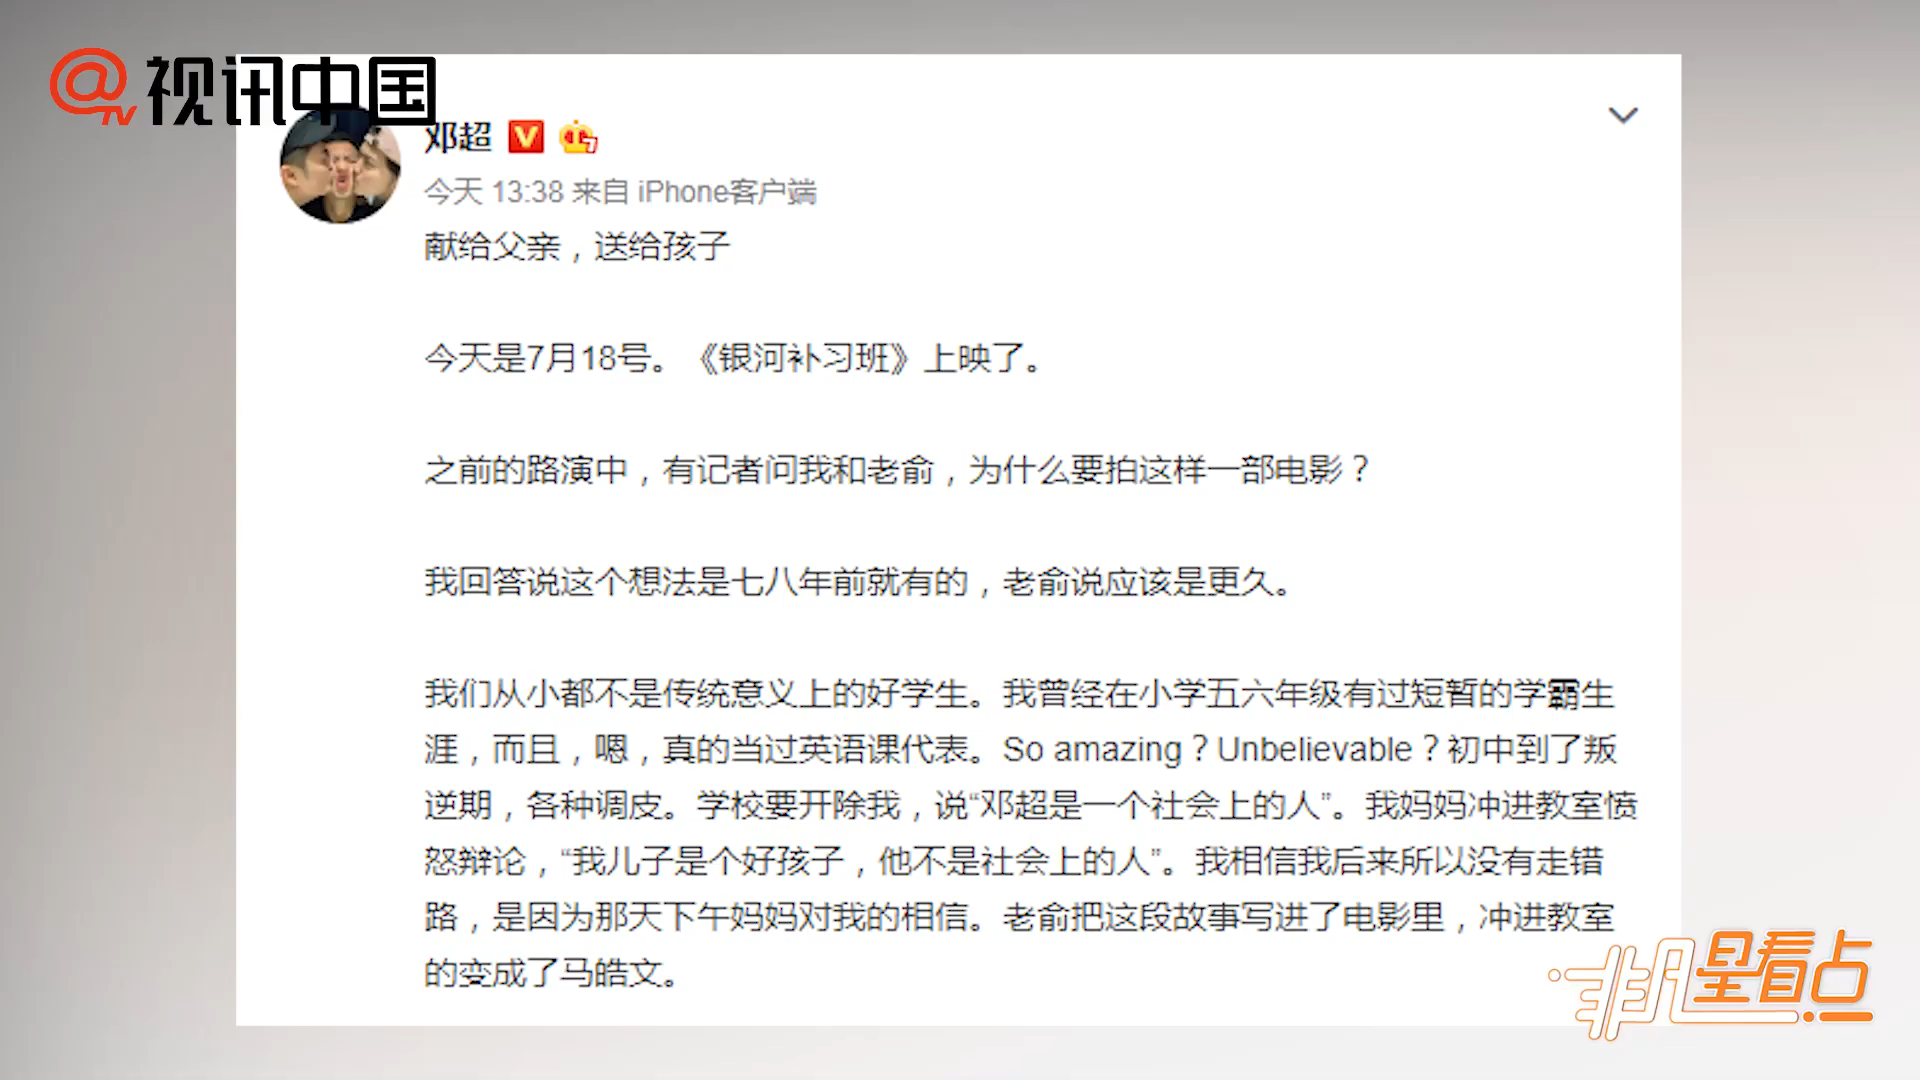 @TV 视讯中国
邓超
今天 13:38 来自 iPhone客户端
献给父亲，送给孩子
今天是7月18号。《银河补习班》上映了。
之前的路演中，有记者问我和老俞，为什么要拍这样一部电影？
我回答说这个想法是七八年前就有的，老俞说应该是更久。
我们从小都不是传统意义上的好学生。我曾经在小学五六年级有过短暂的学霸生
涯，而且，嗯，真的当过英语课代表。So amazing？Unbelievable？初中到了叛
逆期，各种调皮。学校要开除我，说“邓超是一个社会上的人”。我妈妈冲进教室愤
怒辩论，“我儿子是个好孩子，他不是社会上的人”。我相信我后来所以没有走错
路，是因为那天下午妈妈对我的相信。老俞把这段故事写进了电影里，冲进教室
的变成了马皓文。
非凡星看点